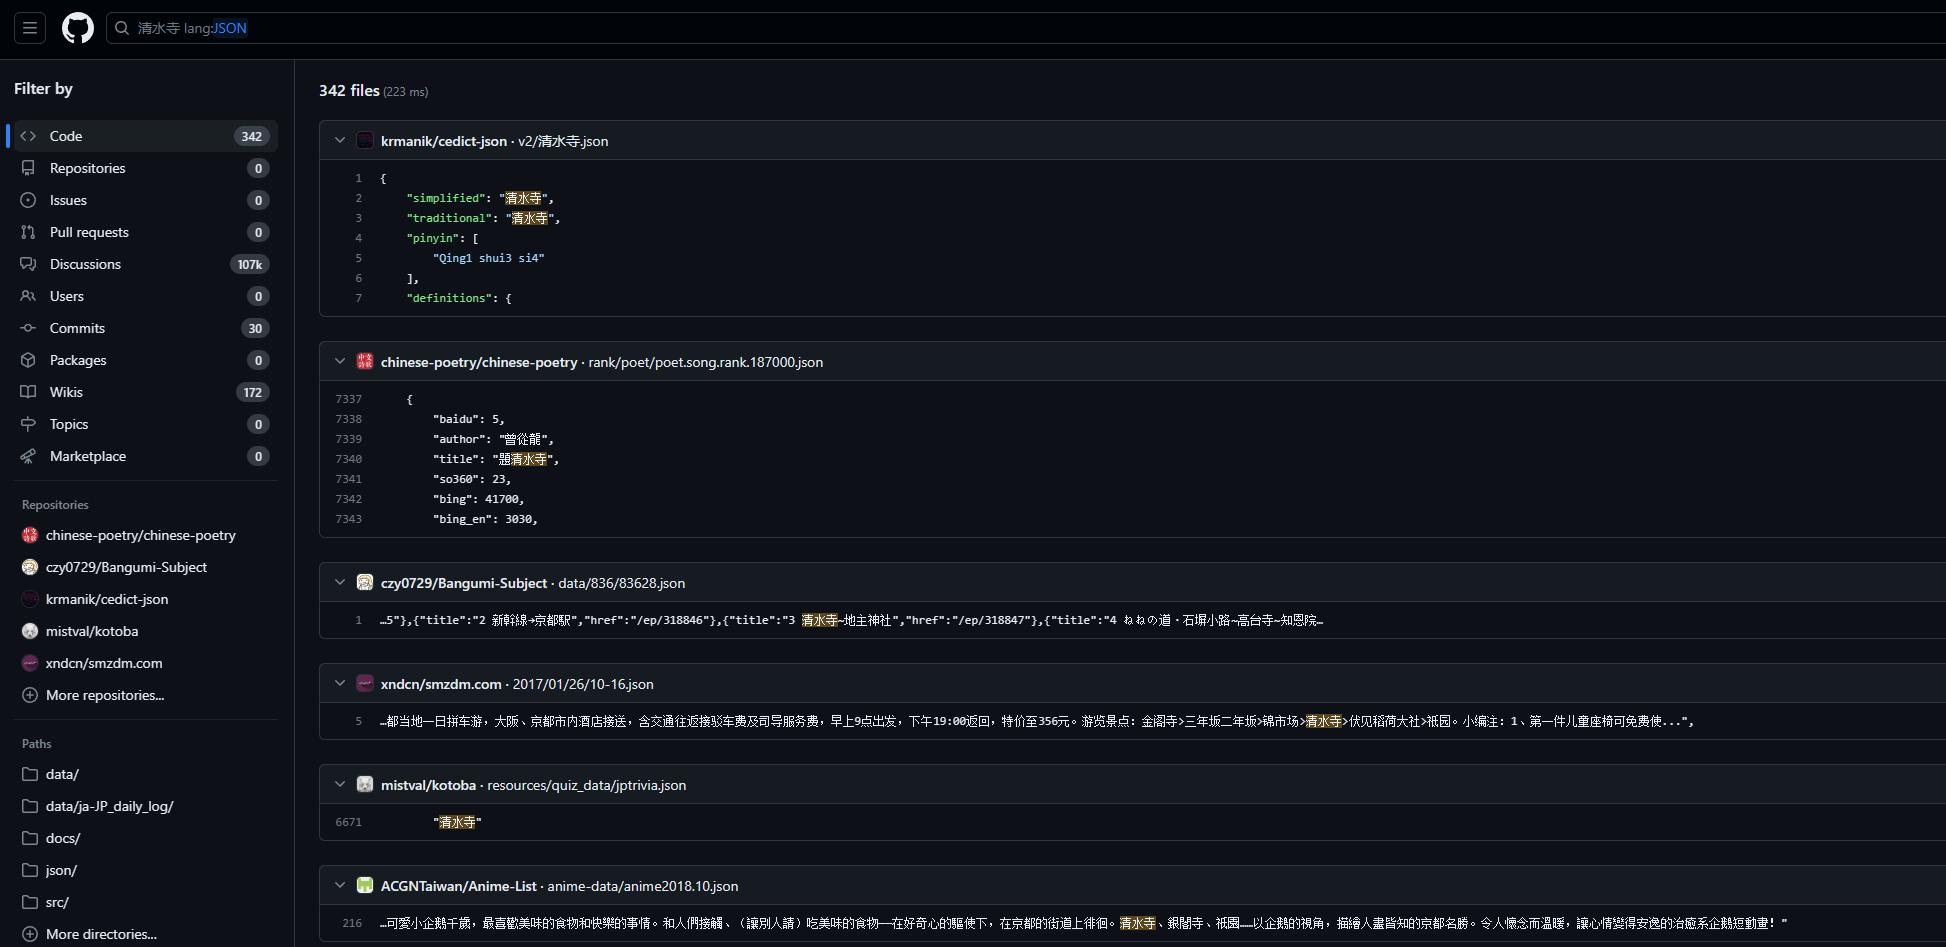 清水寺 lang:JSON
Filter by
Code 342
Repositories 0
Issues 0
Pull requests 0
Discussions 107k
Users 0
Commits 30
Packages 0
Wikis 172
Topics 0
Marketplace 0
Repositories
chinese-poetry/chinese-poetry
czy0729/Bangumi-Subject
krmanik/cedict-json
mistval/kotoba
xndcn/smzdm.com
More repositories...
Paths
data/
data/ja-JP_daily_log/
docs/
json/
src/
More directories...
342 files (223 ms)
krmanik/cedict-json · v2/清水寺.json
1 {
2 "simplified": "清水寺",
3 "traditional": "清水寺",
4 "pinyin": [
5 "Qing1 shui3 si4"
6 ],
7 "definitions": {
chinese-poetry/chinese-poetry · rank/poet/poet.song.rank.187000.json
7337 {
7338 "baidu": 5,
7339 "author": "曾從龍",
7340 "title": "題清水寺",
7341 "so360": 23,
7342 "bing": 41700,
7343 "bing_en": 3030,
czy0729/Bangumi-Subject · data/836/83628.json
1 …5"},{"title":"2 新幹線→京都駅","href":"/ep/318846"},{"title":"3 清水寺~地主神社","href":"/ep/318847"},{"title":"4 ねねの道・石塀小路~高台寺~知恩院…
xndcn/smzdm.com · 2017/01/26/10-16.json
5 …都当地一日拼车游，大阪、京都市内酒店接送，含交通往返接驳车费及司导服务费，早上9点出发，下午19:00返回，特价至356元。游览景点：金阁寺>三年坂二年坂>锦市场>清水寺>伏见稻荷大社>祇园。小编注：1、第一件儿童座椅可免费使...",
mistval/kotoba · resources/quiz_data/jptrivia.json
6671 "清水寺"
ACGNTaiwan/Anime-List · anime-data/anime2018.10.json
216 …可愛小企鵝千歲，最喜歡美味的食物和快樂的事情。和人們接觸、（讓別人請）吃美味的食物──在好奇心的驅使下，在京都的街道上徘徊。清水寺、銀閣寺、祇園……以企鵝的視角，描繪人盡皆知的京都名勝。令人懷念而溫暖，讓心情變得安逸的治癒系企鵝短動畫！"